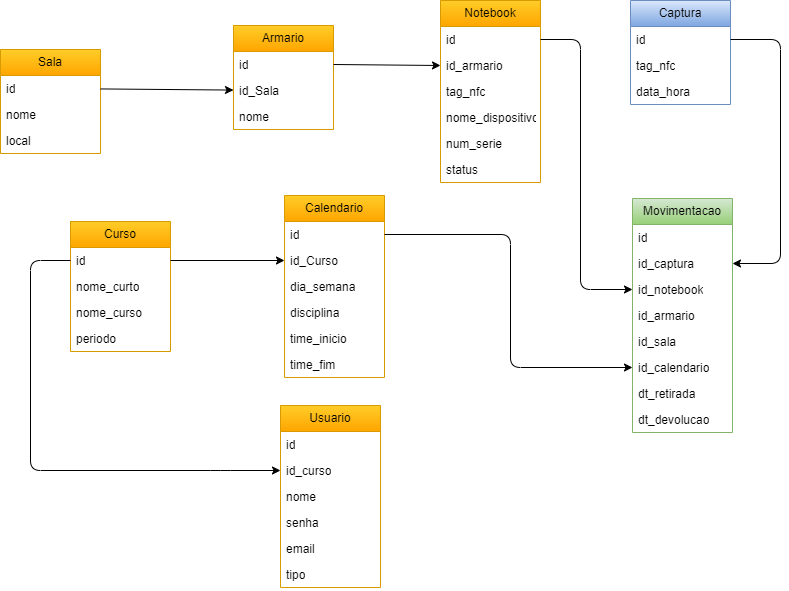 Sala
id
nome
local
Armario
id
id_Sala
nome
Notebook
id
id_armario
tag_nfc
nome_dispositivo
num_serie
status
Captura
id
tag_nfc
data_hora
Curso
id
nome_curto
nome_curso
periodo
Calendario
id
id_Curso
dia_semana
disciplina
time_inicio
time_fim
Movimentacao
id
id_captura
id_notebook
id_armario
id_sala
id_calendario
dt_retirada
dt_devolucao
Usuario
id
id_curso
nome
senha
email
tipo